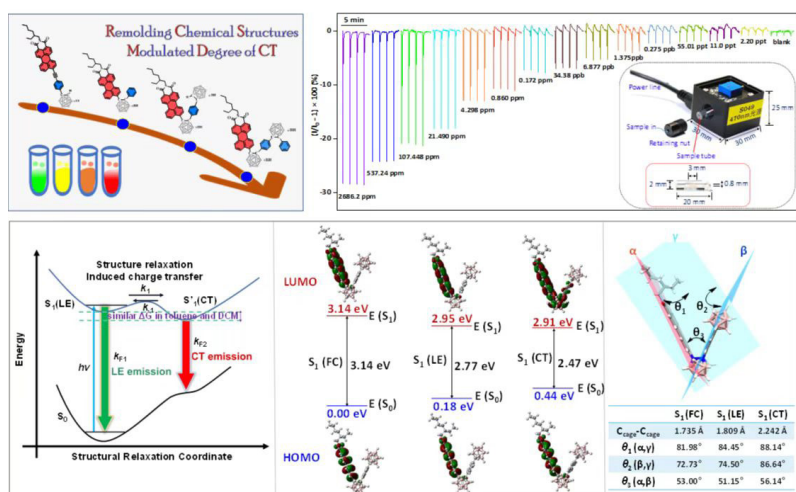 Remolding Chemical Structures
Modulated Degree of CT
5 min
(I/I₀ − 1) × 100 (%)
0
-10
-20
-30
2686.2 ppm
537.24 ppm
107.448 ppm
21.490 ppm
4.298 ppm
0.860 ppm
0.172 ppm
34.38 ppb
6.877 ppb
1.375ppb
0.275 ppb
55.01 ppt
11.0 ppt
2.20 ppt
blank
Power line
Sample in
Retaining nut
Sample tube
30 mm
30 mm
25 mm
3 mm
2 mm
0.8 mm
20 mm
Structure relaxation
Induced charge transfer
k₁
k₋₁
S₁(LE)
S'₁(CT)
similar ΔG in toluene and DCM
hν
kF1
LE emission
kF2
CT emission
S₀
Energy
Structural Relaxation Coordinate
LUMO
3.14 eV
E (S₁)
2.95 eV
E (S₁)
2.91 eV
E (S₁)
S₁ (FC)
3.14 eV
S₁ (LE)
2.77 eV
S₁ (CT)
2.47 eV
0.00 eV
E (S₀)
0.18 eV
E (S₀)
0.44 eV
E (S₀)
HOMO
γ
α
β
θ₁
θ₂
θ₃
S₁(FC) S₁(LE) S₁(CT)
Ccage-Ccage 1.735 Å 1.809 Å 2.242 Å
θ₁ (α,γ) 81.98° 84.45° 88.14°
θ₁ (β,γ) 72.73° 74.50° 86.64°
θ₁ (α,β) 53.00° 51.15° 56.14°